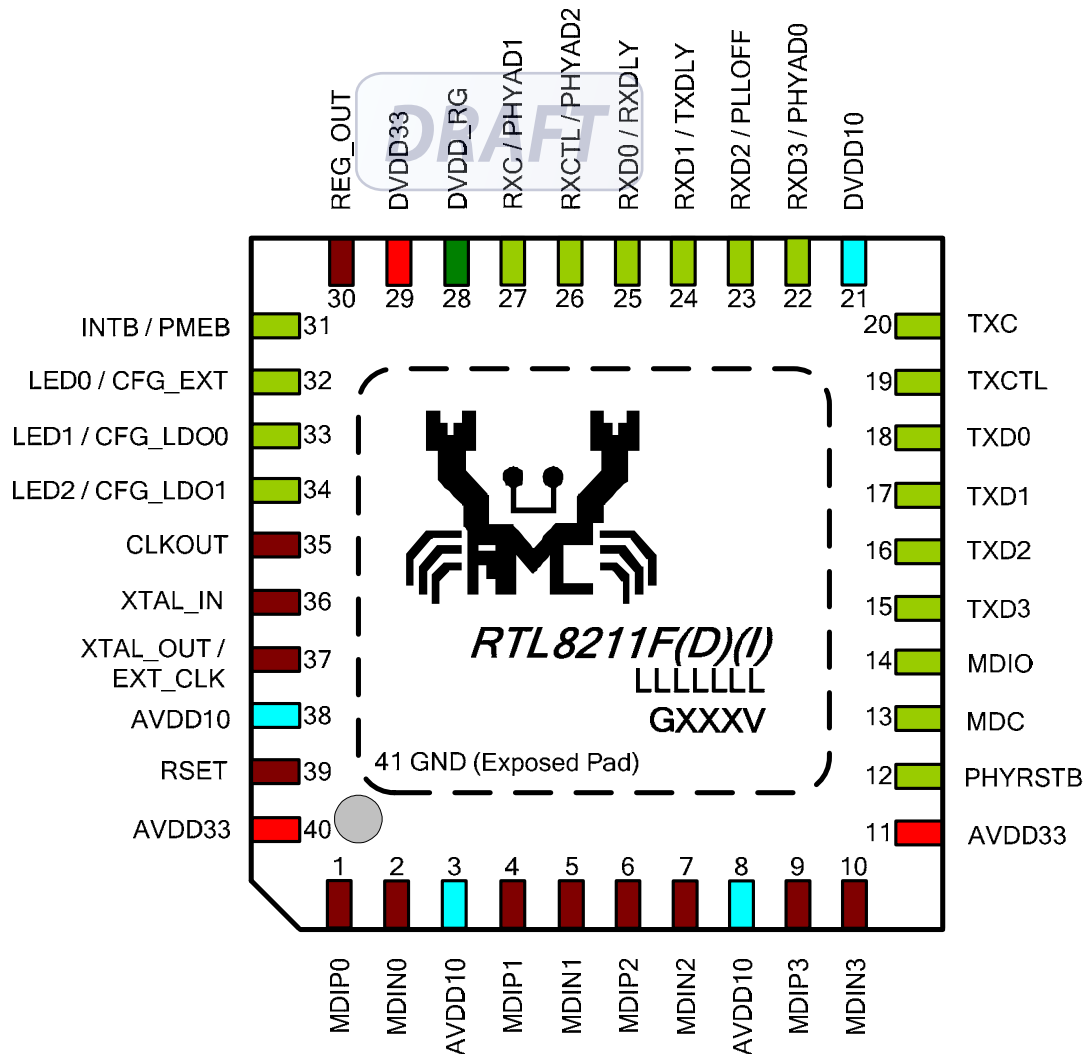 REG_OUT
DVDD33
DVDD_RG
RXC / PHYAD1
RXCTL / PHYAD2
RXD0 / RXDLY
RXD1 / TXDLY
RXD2 / PLLOFF
RXD3 / PHYAD0
DVDD10
DRAFT
30 29 28 27 26 25 24 23 22 21
INTB / PMEB 31
LED0 / CFG_EXT 32
LED1 / CFG_LDO0 33
LED2 / CFG_LDO1 34
CLKOUT 35
XTAL_IN 36
XTAL_OUT /
EXT_CLK 37
AVDD10 38
RSET 39
AVDD33 40
20 TXC
19 TXCTL
18 TXD0
17 TXD1
16 TXD2
15 TXD3
14 MDIO
13 MDC
12 PHYRSTB
11 AVDD33
RTL8211F(D)(I)
LLLLLLL
GXXXV
41 GND (Exposed Pad)
1 2 3 4 5 6 7 8 9 10
MDIP0
MDIN0
AVDD10
MDIP1
MDIN1
MDIP2
MDIN2
AVDD10
MDIP3
MDIN3